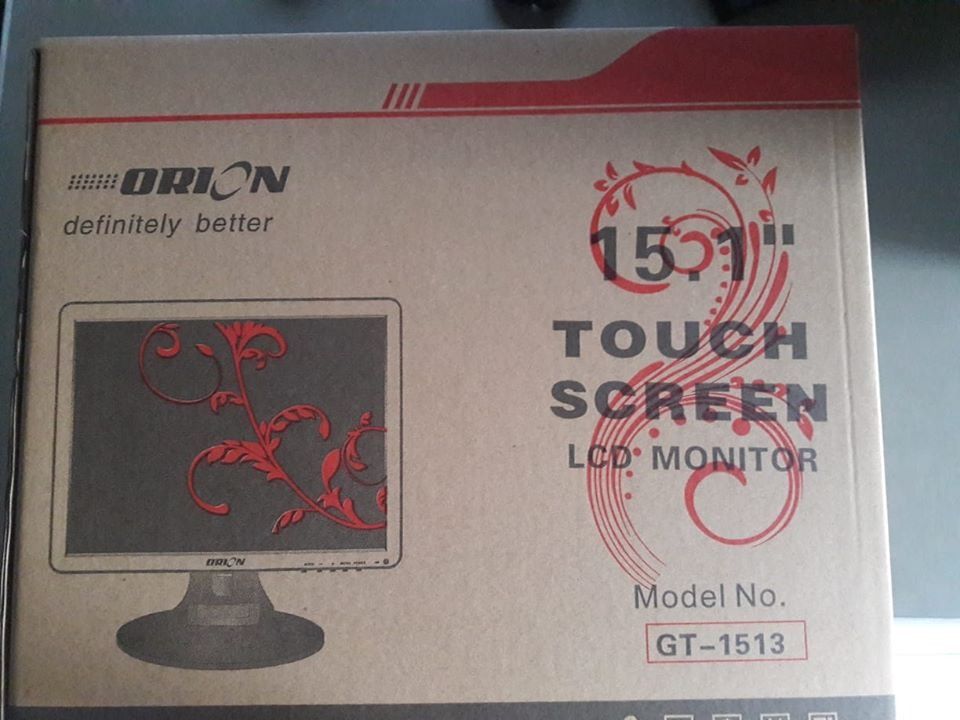 ORION
definitely better
15.1"
TOUCH
SCREEN
LCD MONITOR
ORION
Model No.
GT-1513